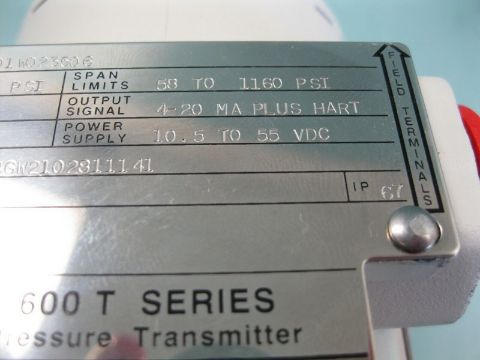 PSI SPAN LIMITS 58 TO 1160 PSI
OUTPUT SIGNAL 4-20 MA PLUS HART
POWER SUPPLY 10.5 TO 55 VDC
IP 67
FIELD TERMINALS
600 T SERIES
Pressure Transmitter